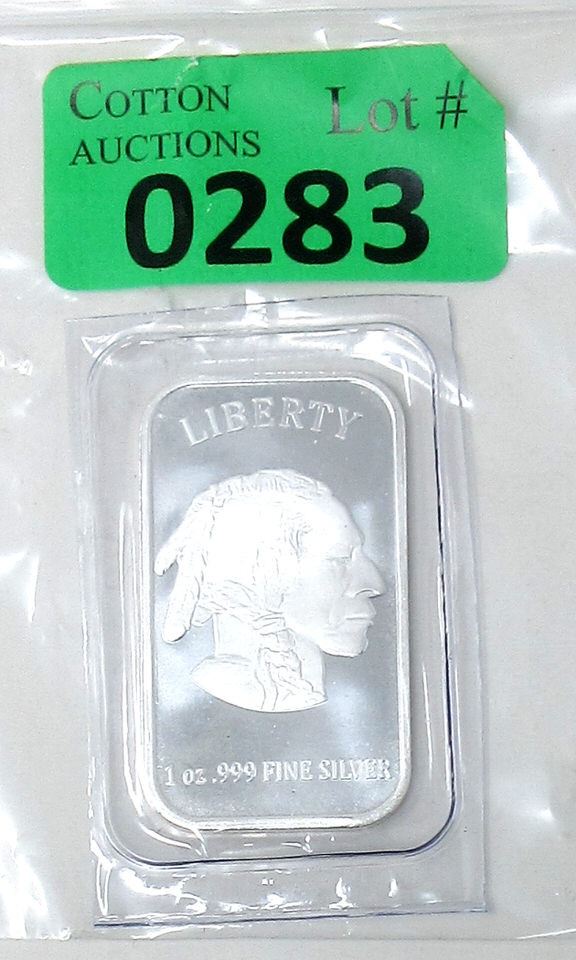 COTTON
AUCTIONS
Lot #
0283
LIBERTY
1 oz .999 FINE SILVER